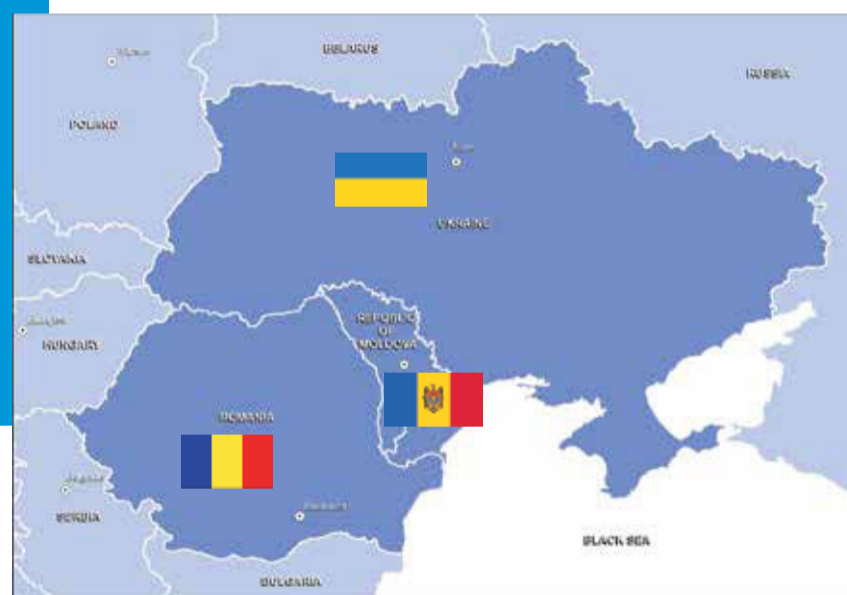 BELARUS
RUSSIA
POLAND
UKRAINE
SLOVAKIA
REPUBLIC
OF
MOLDOVA
HUNGARY
ROMANIA
SERBIA
BLACK SEA
BULGARIA